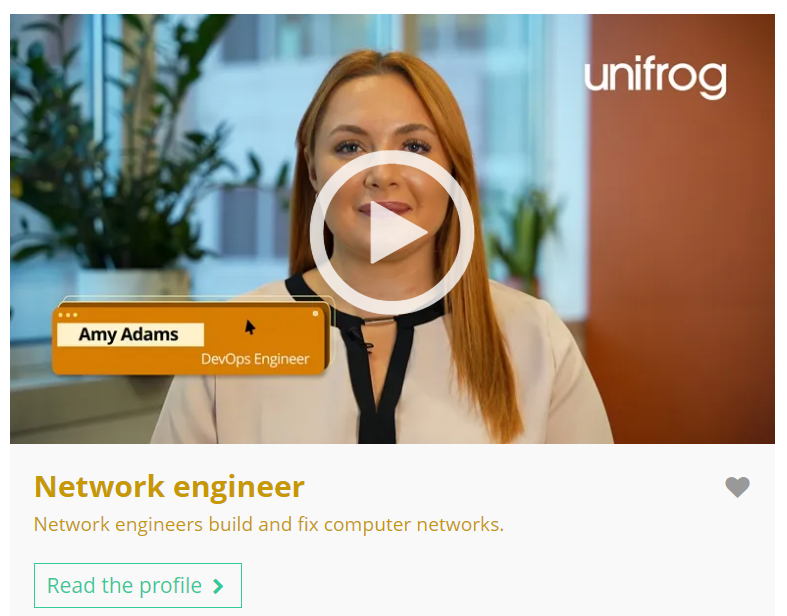 unifrog
Amy Adams
DevOps Engineer
Network engineer
Network engineers build and fix computer networks.
Read the profile